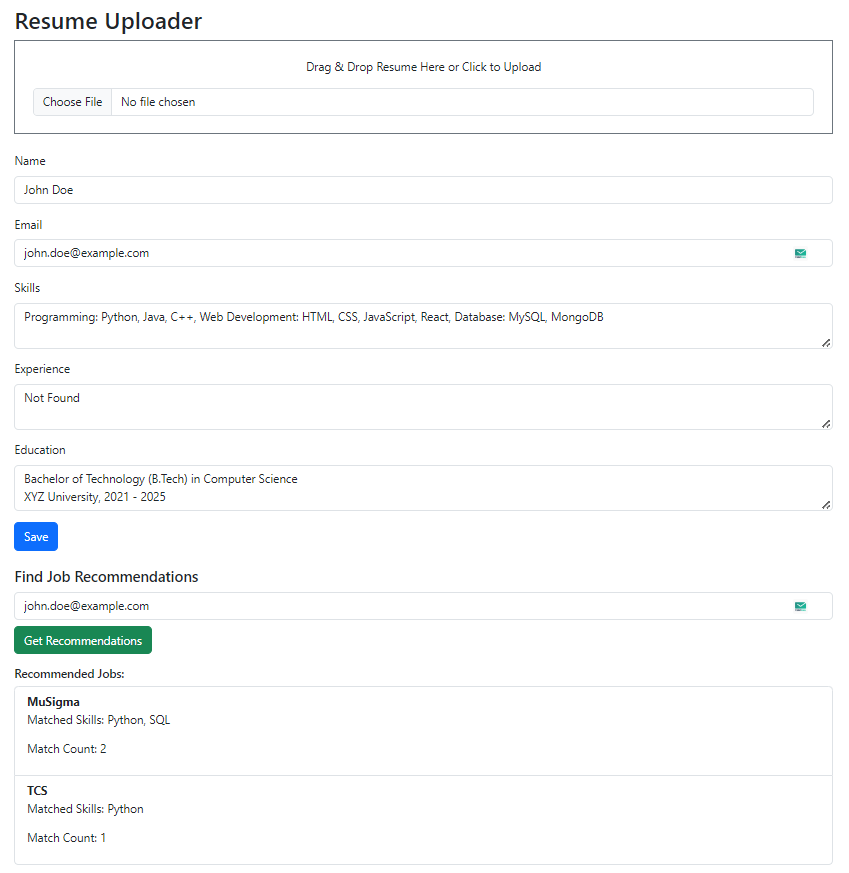 Resume Uploader
Drag & Drop Resume Here or Click to Upload
Choose File No file chosen
Name
John Doe
Email
john.doe@example.com
Skills
Programming: Python, Java, C++, Web Development: HTML, CSS, JavaScript, React, Database: MySQL, MongoDB
Experience
Not Found
Education
Bachelor of Technology (B.Tech) in Computer Science
XYZ University, 2021 - 2025
Save
Find Job Recommendations
john.doe@example.com
Get Recommendations
Recommended Jobs:
MuSigma
Matched Skills: Python, SQL
Match Count: 2
TCS
Matched Skills: Python
Match Count: 1